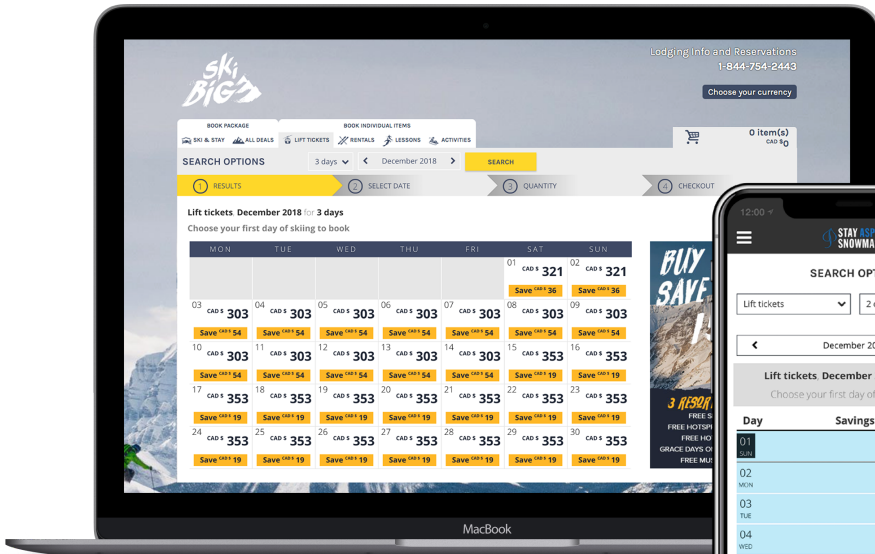 Ski
BIG3
Lodging Info and Reservations
1-844-754-2443
Choose your currency
BOOK PACKAGE
BOOK INDIVIDUAL ITEMS
SKI & STAY
ALL DEALS
LIFT TICKETS
RENTALS
LESSONS
ACTIVITIES
0 item(s)
CAD $0
SEARCH OPTIONS
3 days
December 2018
SEARCH
1 RESULTS
2 SELECT DATE
3 QUANTITY
4 CHECKOUT
Lift tickets, December 2018 for 3 days
Choose your first day of skiing to book
MON TUE WED THU FRI SAT SUN
01 CAD $ 321 02 CAD $ 321
Save CAD $ 36 Save CAD $ 36
03 CAD $ 303 04 CAD $ 303 05 CAD $ 303 06 CAD $ 303 07 CAD $ 303 08 CAD $ 303 09 CAD $ 303
Save CAD $ 54 Save CAD $ 54 Save CAD $ 54 Save CAD $ 54 Save CAD $ 54 Save CAD $ 54 Save CAD $ 54
10 CAD $ 303 11 CAD $ 303 12 CAD $ 303 13 CAD $ 303 14 CAD $ 303 15 CAD $ 353 16 CAD $ 353
Save CAD $ 54 Save CAD $ 54 Save CAD $ 54 Save CAD $ 54 Save CAD $ 54 Save CAD $ 19 Save CAD $ 19
17 CAD $ 353 18 CAD $ 353 19 CAD $ 353 20 CAD $ 353 21 CAD $ 353 22 CAD $ 353 23 CAD $ 353
Save CAD $ 19 Save CAD $ 19 Save CAD $ 19 Save CAD $ 19 Save CAD $ 19 Save CAD $ 19 Save CAD $ 19
24 CAD $ 353 25 CAD $ 353 26 CAD $ 353 27 CAD $ 353 28 CAD $ 353 29 CAD $ 353 30 CAD $ 353
Save CAD $ 19 Save CAD $ 19 Save CAD $ 19 Save CAD $ 19 Save CAD $ 19 Save CAD $ 19 Save CAD $ 19
BUY
SAVE
3 RESOR
FREE S
FREE HOTSP
FREE HO
GRACE DAYS O
FREE MU
MacBook
12:00
STAY ASP
SNOWMA
SEARCH OPT
Lift tickets
2
December 20
Lift tickets, December
Choose your first day of
Day
Savings
01
SUN
02
MON
03
TUE
04
WED